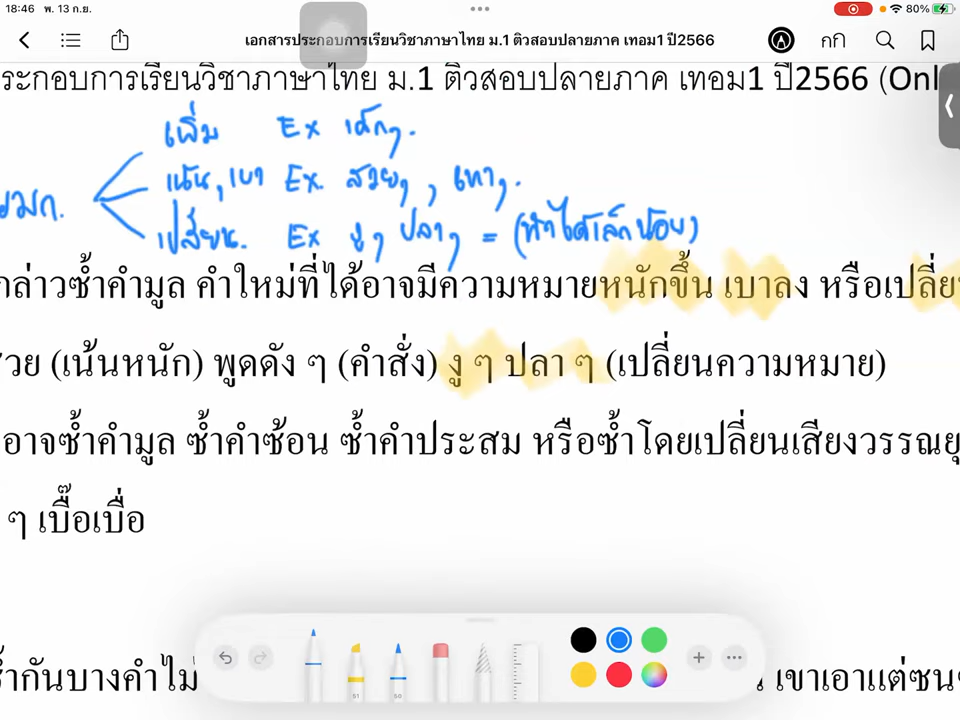 18:46 พ. 13 ก.ย.
80%
เอกสารประกอบการเรียนวิชาภาษาไทย ม.1 ติวสอบปลายภาค เทอม1 ปี2566
กก
ระกอบการเรียนวิชาภาษาไทย ม.1 ติวสอบปลายภาค เทอม1 ปี2566 (Onl
เพิ่ม Ex เด็กๆ.
เน้น, เบา Ex. สวยๆ, เทาๆ.
วมก.
เปลี่ยน. Ex งูๆ ปลาๆ = (ทำได้เล็กน้อย)
กล่าวซ้ำคำมูล คำใหม่ที่ได้อาจมีความหมายหนักขึ้น เบาลง หรือเปลี่ย
วย (เน้นหนัก) พูดดัง ๆ (คำสั่ง) งู ๆ ปลา ๆ (เปลี่ยนความหมาย)
อาจซ้ำคำมูล ซ้ำคำซ้อน ซ้ำคำประสม หรือซ้ำโดยเปลี่ยนเสียงวรรณยุ
ๆ เบื๊อเบื่อ
ซ้ำกันบางคำไม่ เขาเอาแต่ซน
51 50